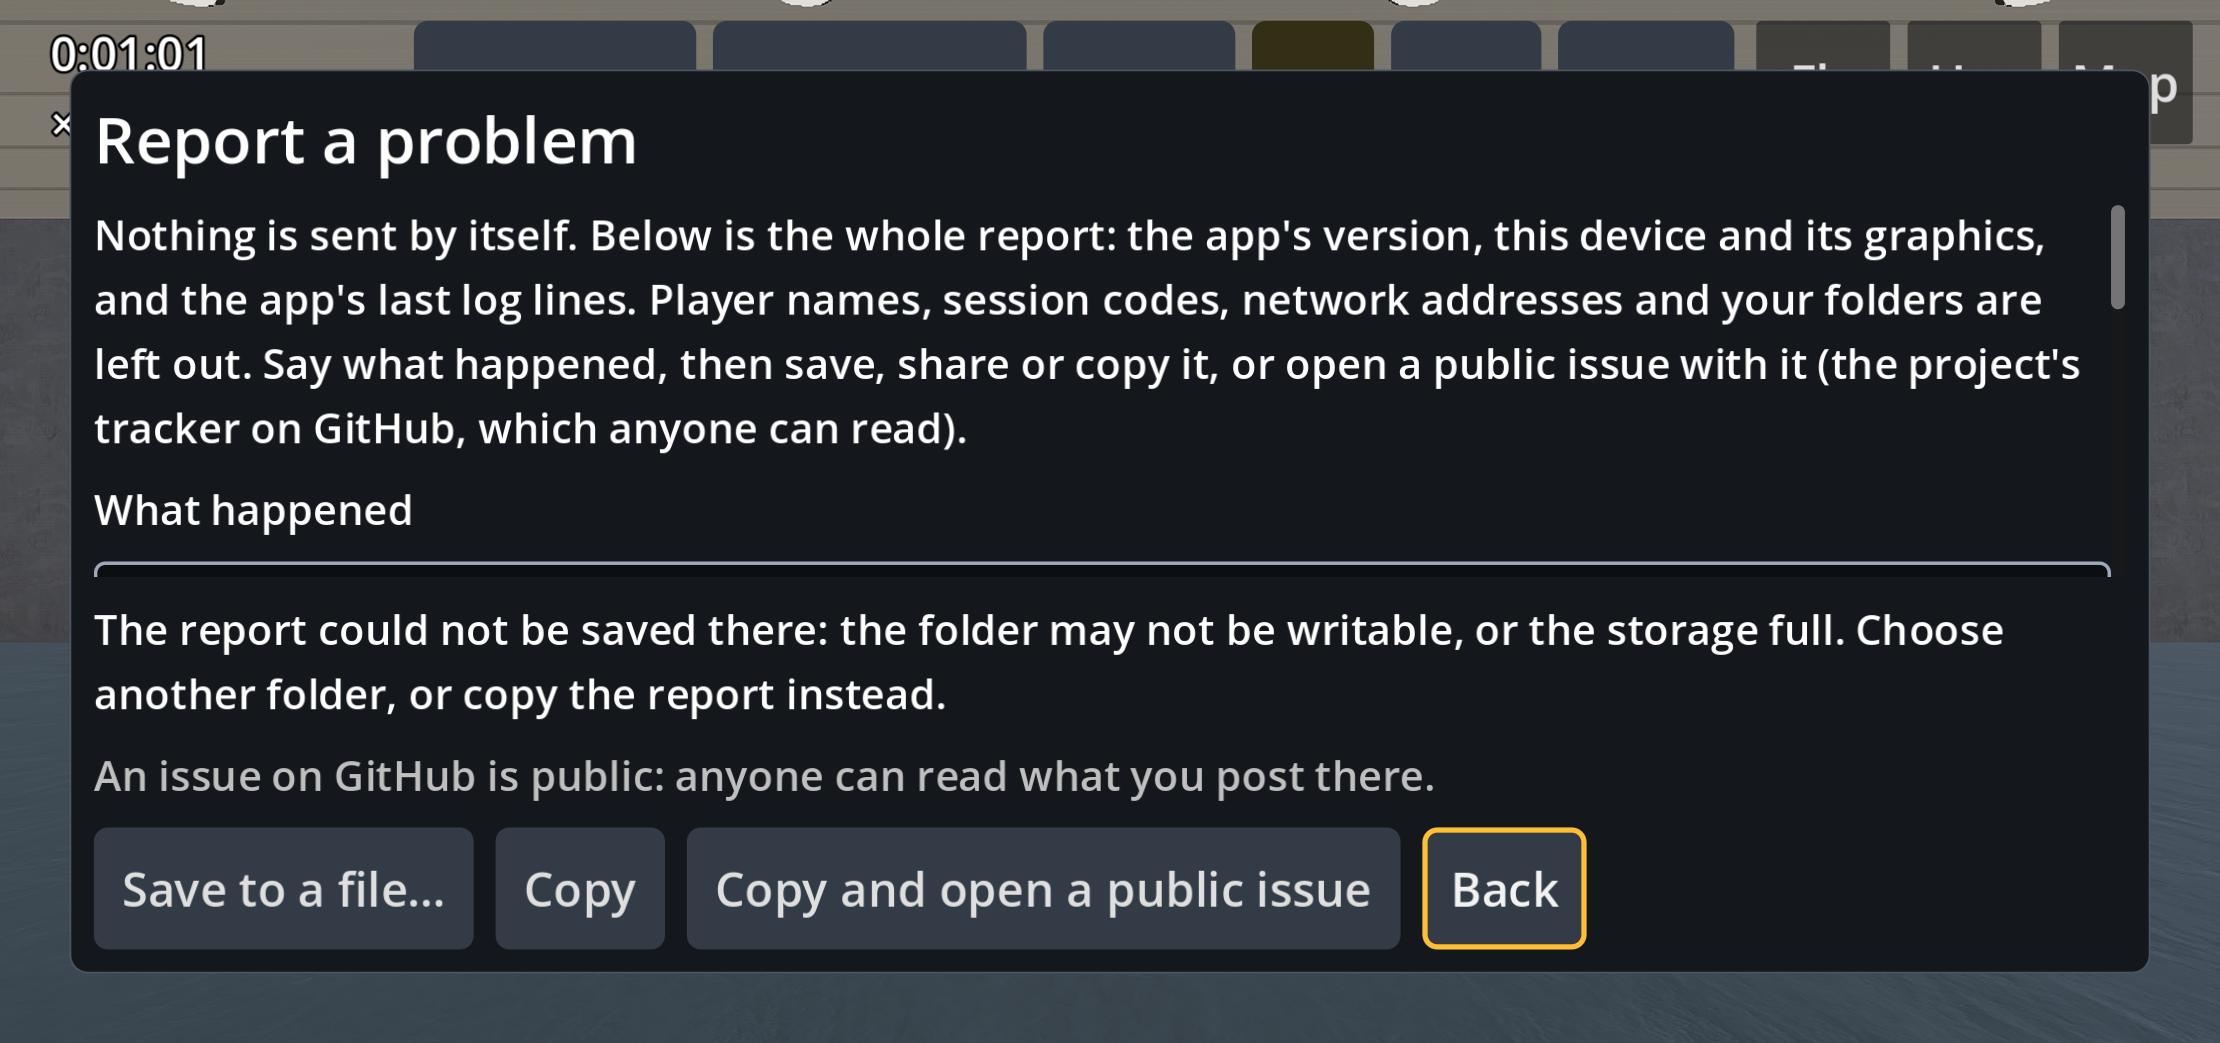 0:01:01
×
Report a problem
Nothing is sent by itself. Below is the whole report: the app's version, this device and its graphics,
and the app's last log lines. Player names, session codes, network addresses and your folders are
left out. Say what happened, then save, share or copy it, or open a public issue with it (the project's
tracker on GitHub, which anyone can read).
What happened
The report could not be saved there: the folder may not be writable, or the storage full. Choose
another folder, or copy the report instead.
An issue on GitHub is public: anyone can read what you post there.
Save to a file...
Copy
Copy and open a public issue
Back